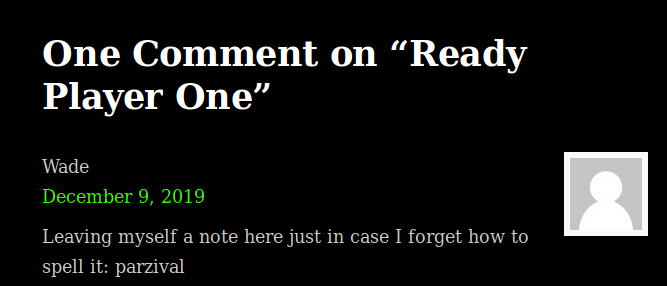 One Comment on “Ready
Player One”
Wade
December 9, 2019
Leaving myself a note here just in case I forget how to
spell it: parzival